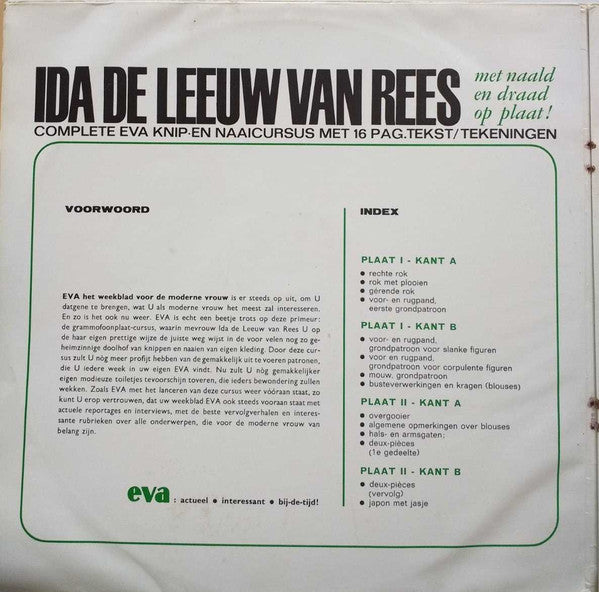 IDA DE LEEUW VAN REES
met naald
en draad
op plaat!
COMPLETE EVA KNIP-EN NAAICURSUS MET 16 PAG.TEKST/TEKENINGEN
VOORWOORD
EVA het weekblad voor de moderne vrouw is er steeds op uit, om U
datgene te brengen, wat U als moderne vrouw het meest zal interesseren.
En zo is het ook nu weer. EVA is echt een beetje trots op deze primeur:
de grammofoonplaat-cursus, waarin mevrouw Ida de Leeuw van Rees U op
de haar eigen prettige wijze de juiste weg wijst in de voor velen nog zo ge-
heimzinnige doolhof van knippen en naaien van eigen kleding. Door deze cur-
sus zult U nòg meer profijt hebben van de gemakkelijk uit te voeren patronen,
die U iedere week in uw eigen EVA vindt. Nu zult U nòg gemakkelijker
eigen modieuze toiletjes tevoorschijn toveren, die ieders bewondering zullen
wekken. Zoals EVA met het lanceren van deze cursus weer vóóraan staat, zo
kunt U erop vertrouwen, dat uw weekblad EVA ook steeds vooraan staat met
actuele reportages en interviews, met de beste vervolgverhalen en interes-
sante rubrieken over alle onderwerpen, die voor de moderne vrouw van
belang zijn.
eva : actueel • interessant • bij-de-tijd!
INDEX
PLAAT I - KANT A
• rechte rok
• rok met plooien
• gérende rok
• voor- en rugpand,
eerste grondpatroon
PLAAT I - KANT B
• voor- en rugpand,
grondpatroon voor slanke figuren
• voor en rugpand,
grondpatroon voor corpulente figuren
• mouw, grondpatroon
• busteverwerkingen en kragen (blouses)
PLAAT II - KANT A
• overgooier
• algemene opmerkingen over blouses
• hals- en armsgaten;
• deux-pièces
(1e gedeelte)
PLAAT II - KANT B
• deux-pièces
(vervolg)
• japon met jasje